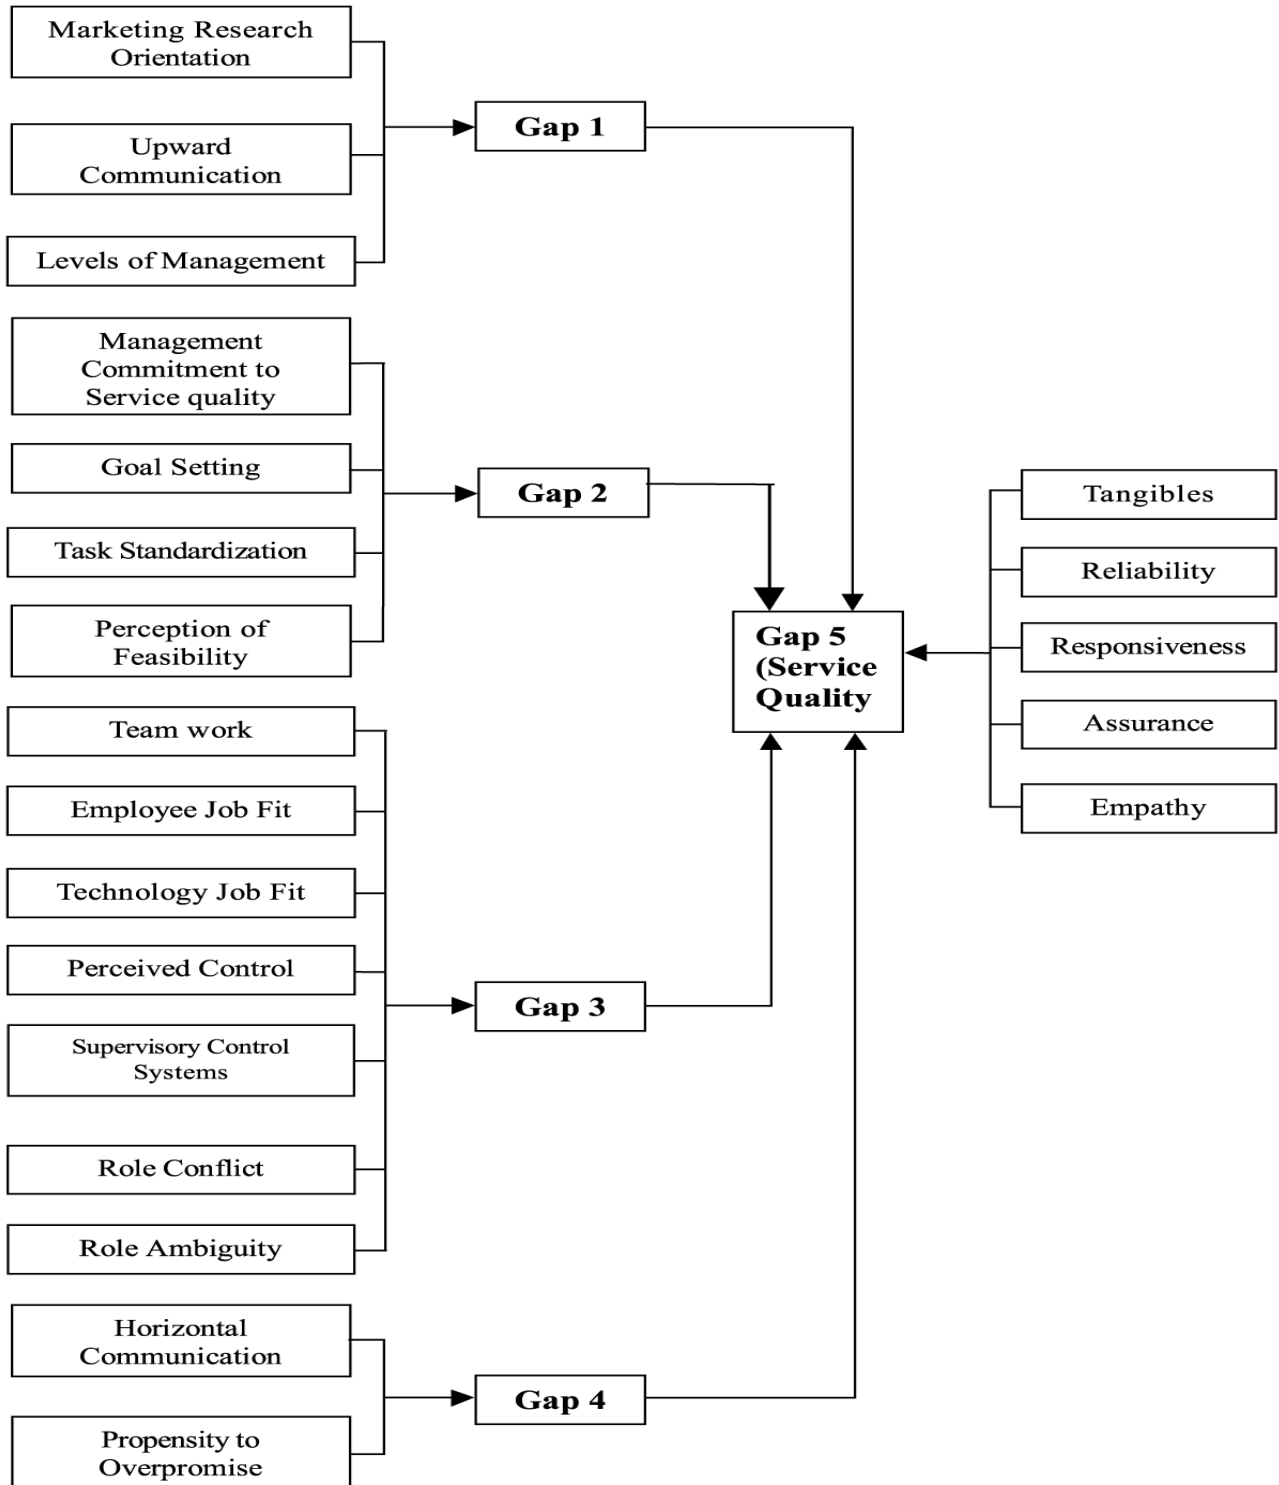 Marketing Research
Orientation
Upward
Communication
Levels of Management
Gap 1
Management
Commitment to
Service quality
Goal Setting
Task Standardization
Perception of
Feasibility
Gap 2
Team work
Employee Job Fit
Technology Job Fit
Perceived Control
Supervisory Control
Systems
Role Conflict
Role Ambiguity
Gap 3
Horizontal
Communication
Propensity to
Overpromise
Gap 4
Gap 5
(Service
Quality
Tangibles
Reliability
Responsiveness
Assurance
Empathy